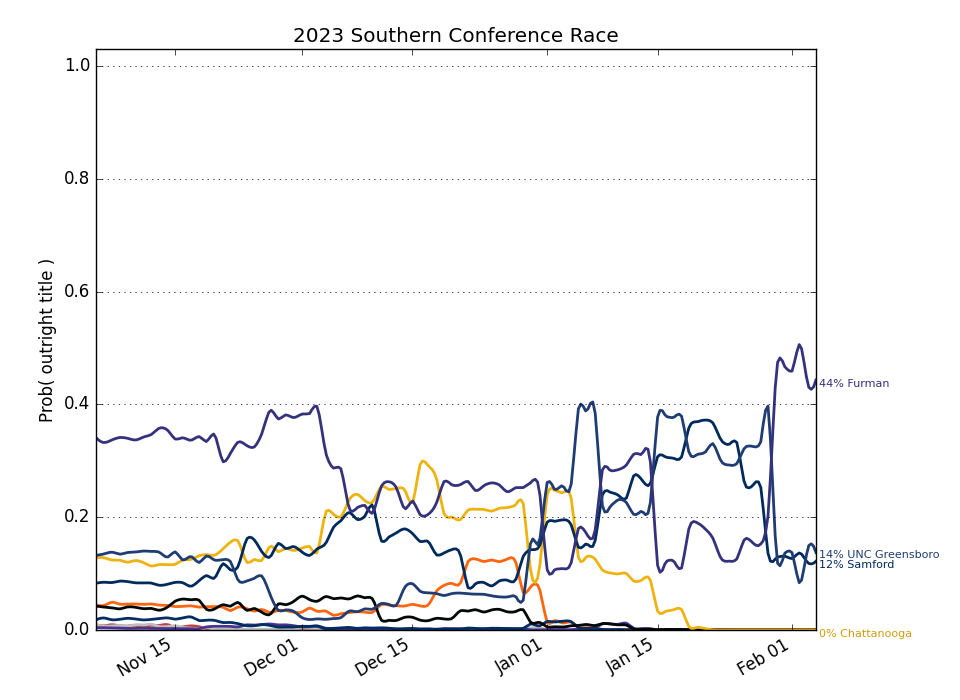 2023 Southern Conference Race
Prob( outright title )
1.0
0.8
0.6
0.4
0.2
0.0
Nov 15
Dec 01
Dec 15
Jan 01
Jan 15
Feb 01
44% Furman
14% UNC Greensboro
12% Samford
0% Chattanooga